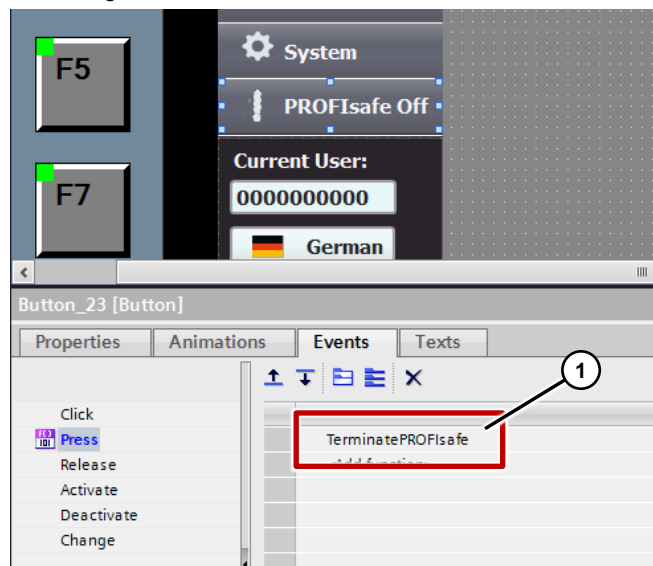 F5
System
PROFIsafe Off
Current User:
F7
0000000000
German
Button_23 [Button]
Properties
Animations
Events
Texts
1
Click
Press
TerminatePROFIsafe
Release
Activate
Deactivate
Change